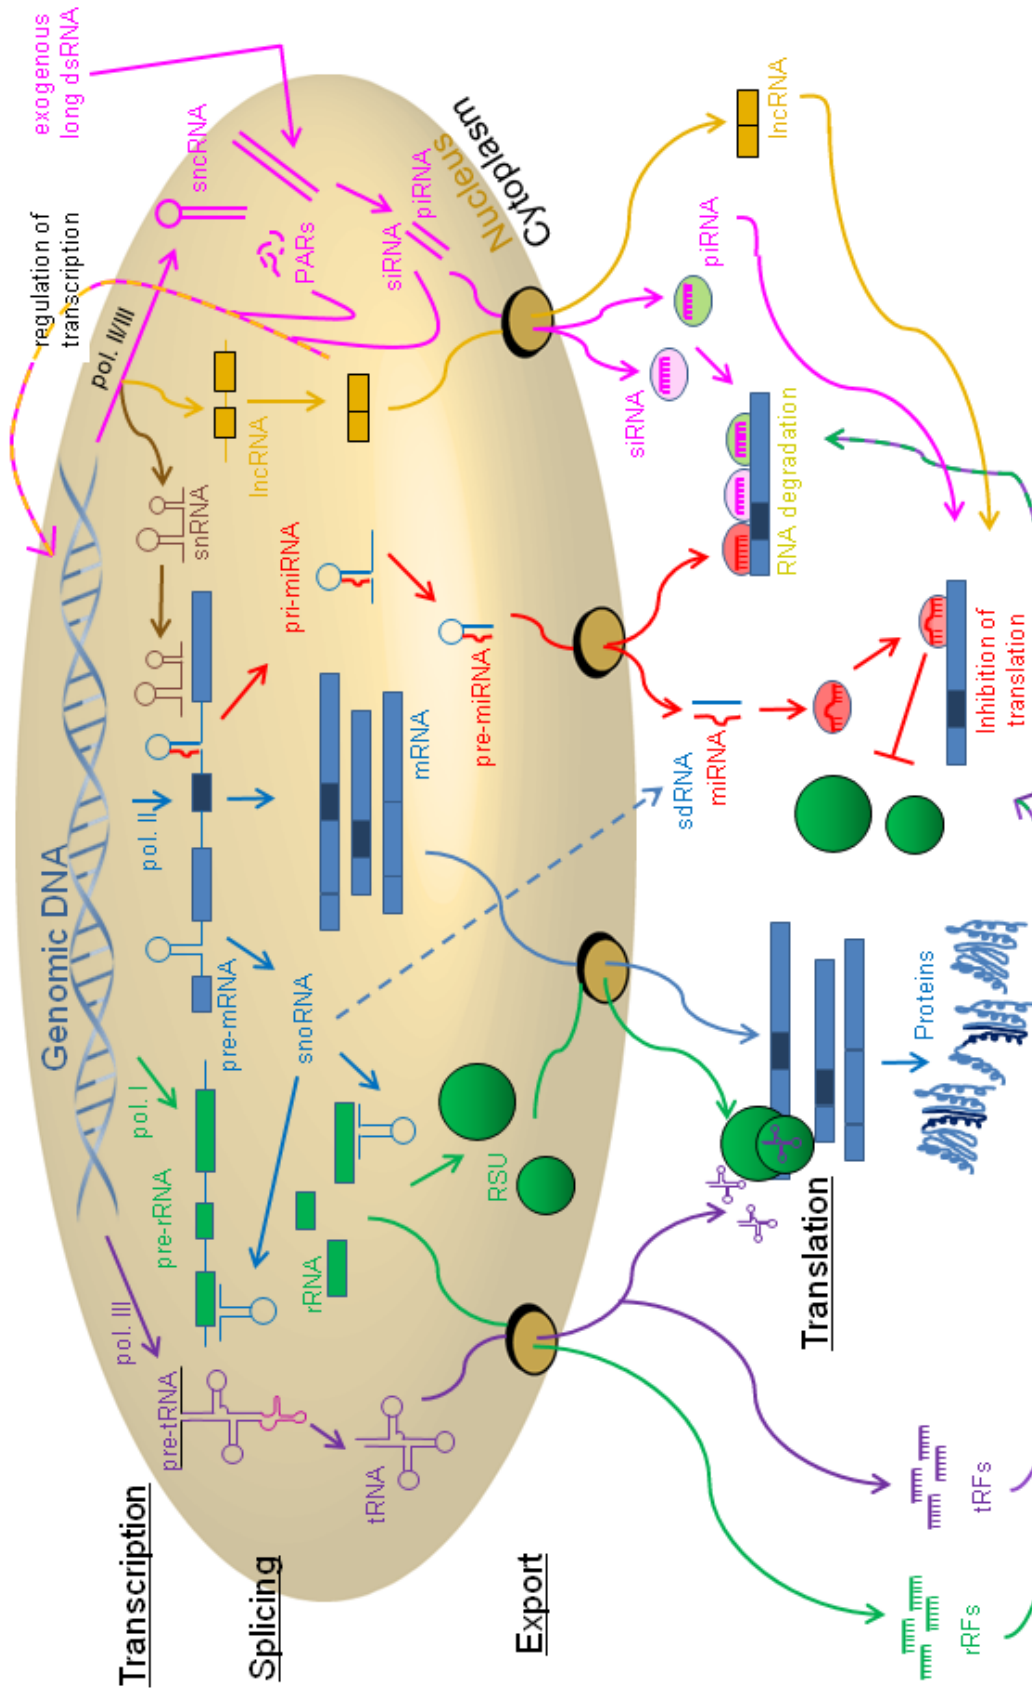 exogenous
long dsRNA
regulation of
transcription
Genomic DNA
pol. III
pol. I
pol. II
pol. II/III
Transcription
pre-tRNA
pre-rRNA
pre-mRNA
snRNA
sncRNA
Splicing
pri-miRNA
lncRNA
PARs
tRNA
rRNA
snoRNA
mRNA
siRNA
piRNA
RSU
pre-miRNA
Nucleus
Cytoplasm
Export
sdRNA
miRNA
siRNA
piRNA
lncRNA
RNA degradation
Translation
Proteins
Inhibition of
translation
rRFs
tRFs